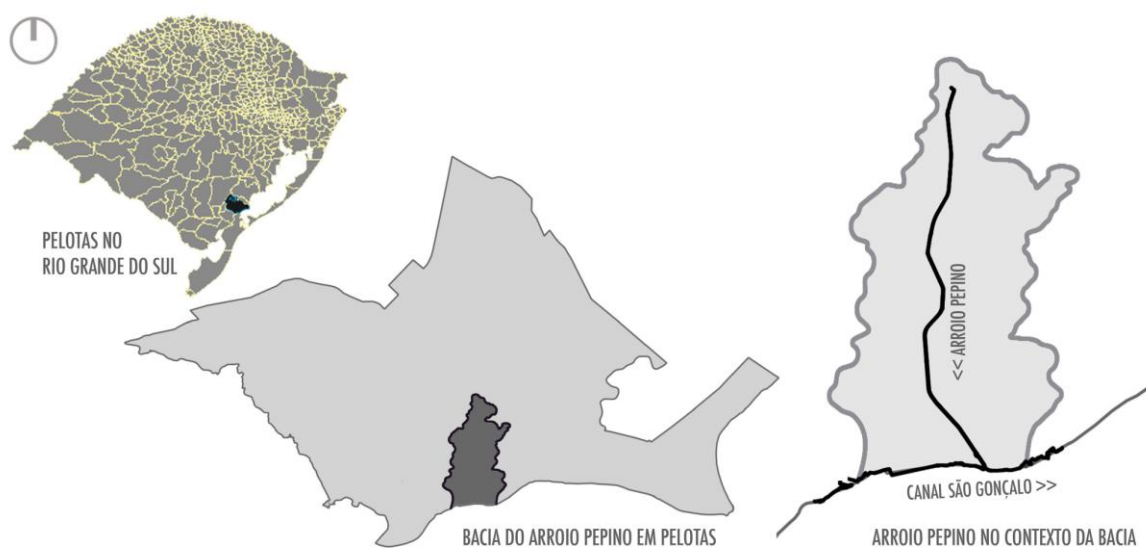 PELOTAS NO
RIO GRANDE DO SUL
BACIA DO ARROIO PEPINO EM PELOTAS
<< ARROIO PEPINO
CANAL SÃO GONÇALO >>
ARROIO PEPINO NO CONTEXTO DA BACIA